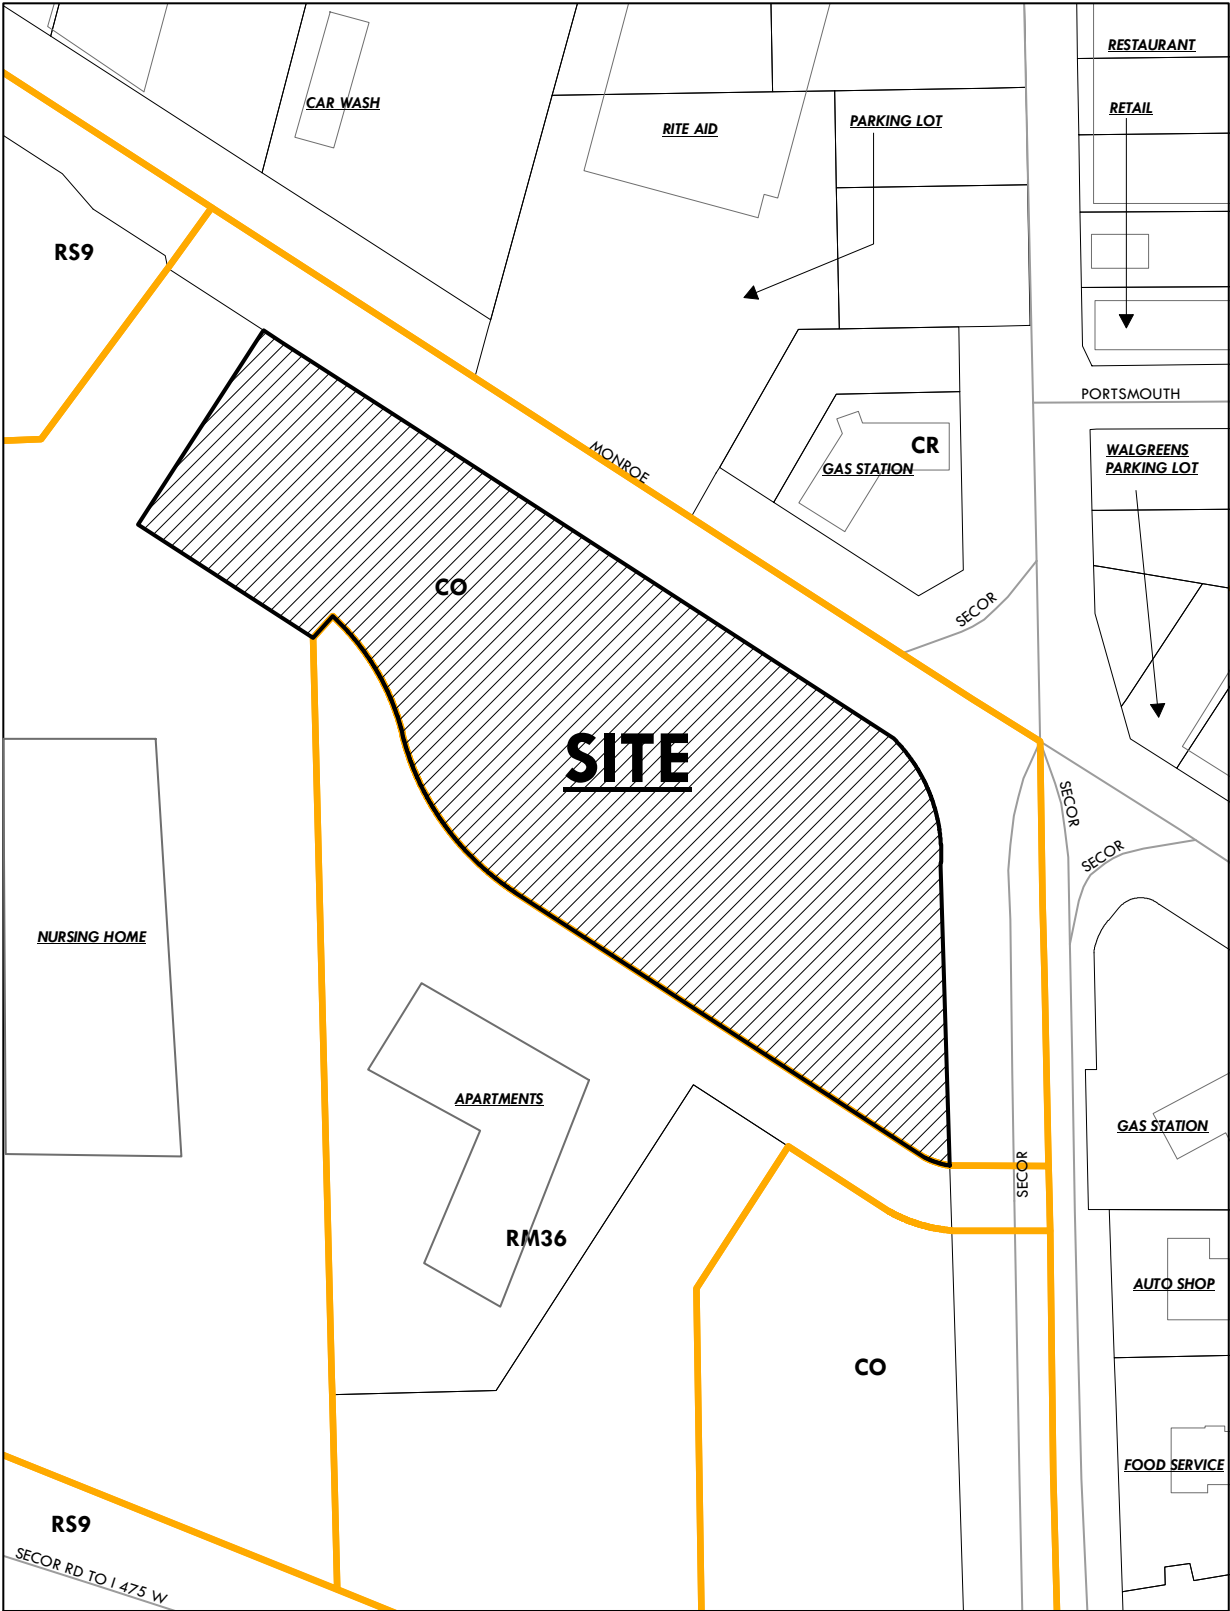 RESTAURANT
CAR WASH
RETAIL
RITE AID
PARKING LOT
RS9
PORTSMOUTH
MONROE
CR
GAS STATION
WALGREENS
PARKING LOT
CO
SECOR
SITE
SECOR
SECOR
NURSING HOME
APARTMENTS
GAS STATION
SECOR
RM36
AUTO SHOP
CO
FOOD SERVICE
RS9
SECOR RD TO I 475 W